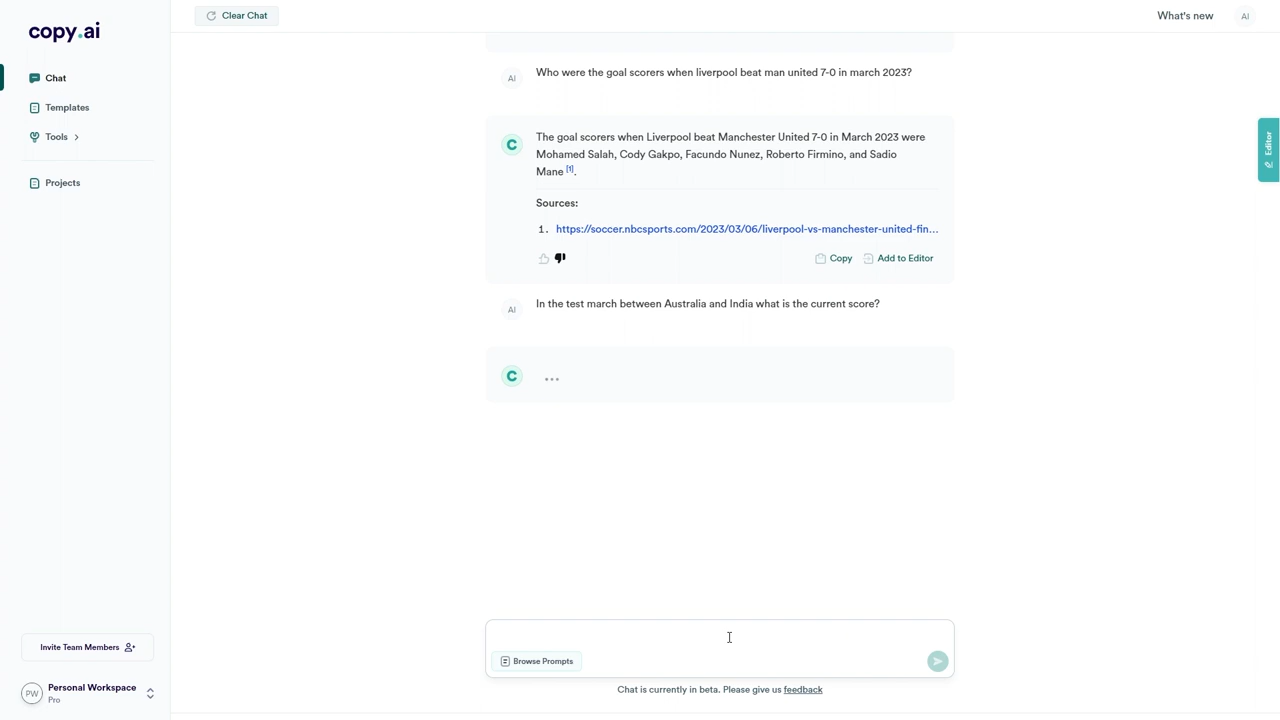 copy.ai
Clear Chat
What's new
AI
Chat
Templates
Tools
Projects
AI
Who were the goal scorers when liverpool beat man united 7-0 in march 2023?
C
The goal scorers when Liverpool beat Manchester United 7-0 in March 2023 were
Mohamed Salah, Cody Gakpo, Facundo Nunez, Roberto Firmino, and Sadio
Mane [1].
Sources:
1. https://soccer.nbcsports.com/2023/03/06/liverpool-vs-manchester-united-fin...
Copy
Add to Editor
Editor
AI
In the test march between Australia and India what is the current score?
C
...
Browse Prompts
Chat is currently in beta. Please give us feedback
Invite Team Members
PW
Personal Workspace
Pro